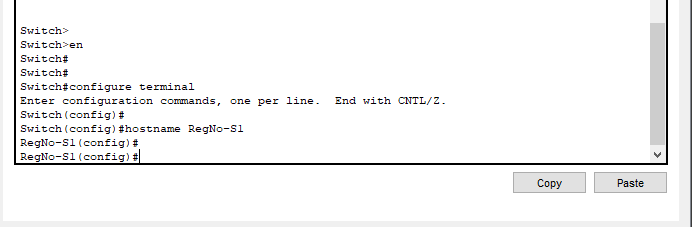 Switch>
Switch>en
Switch#
Switch#
Switch#configure terminal
Enter configuration commands, one per line.  End with CNTL/Z.
Switch(config)#
Switch(config)#hostname RegNo-S1
RegNo-S1(config)#
RegNo-S1(config)#
Copy
Paste